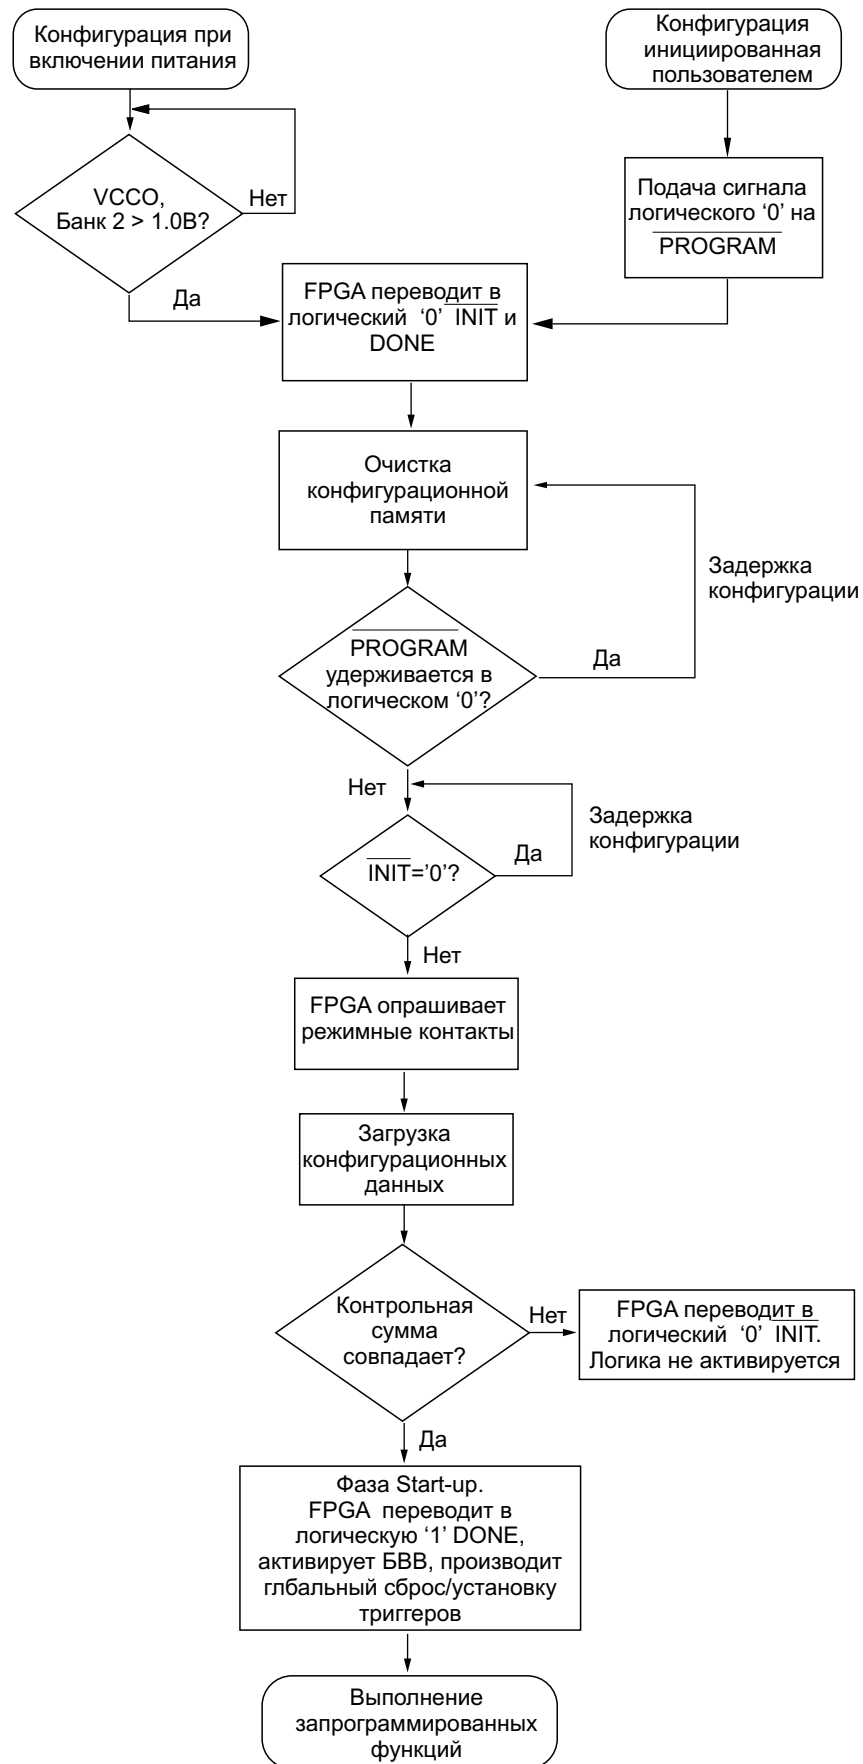 Конфигурация при
включении питания
Конфигурация
инициированная
пользователем
VCCO,
Банк 2 > 1.0В?
Нет
Подача сигнала
логического ‘0’ на
PROGRAM
Да
FPGA переводит в
логический ‘0’ INIT и
DONE
Очистка
конфигурационной
памяти
Задержка
конфигурации
PROGRAM
удерживается в
логическом ‘0’?
Да
Нет
Задержка
конфигурации
INIT=’0’?
Да
Нет
FPGA опрашивает
режимные контакты
Загрузка
конфигурационных
данных
Контрольная
сумма
совпадает?
Нет
FPGA переводит в
логический ‘0’ INIT.
Логика не активируется
Да
Фаза Start-up.
FPGA переводит в
логическую ‘1’ DONE,
активирует БВВ, производит
глбальный сброс/установку
триггеров
Выполнение
запрограммированных
функций